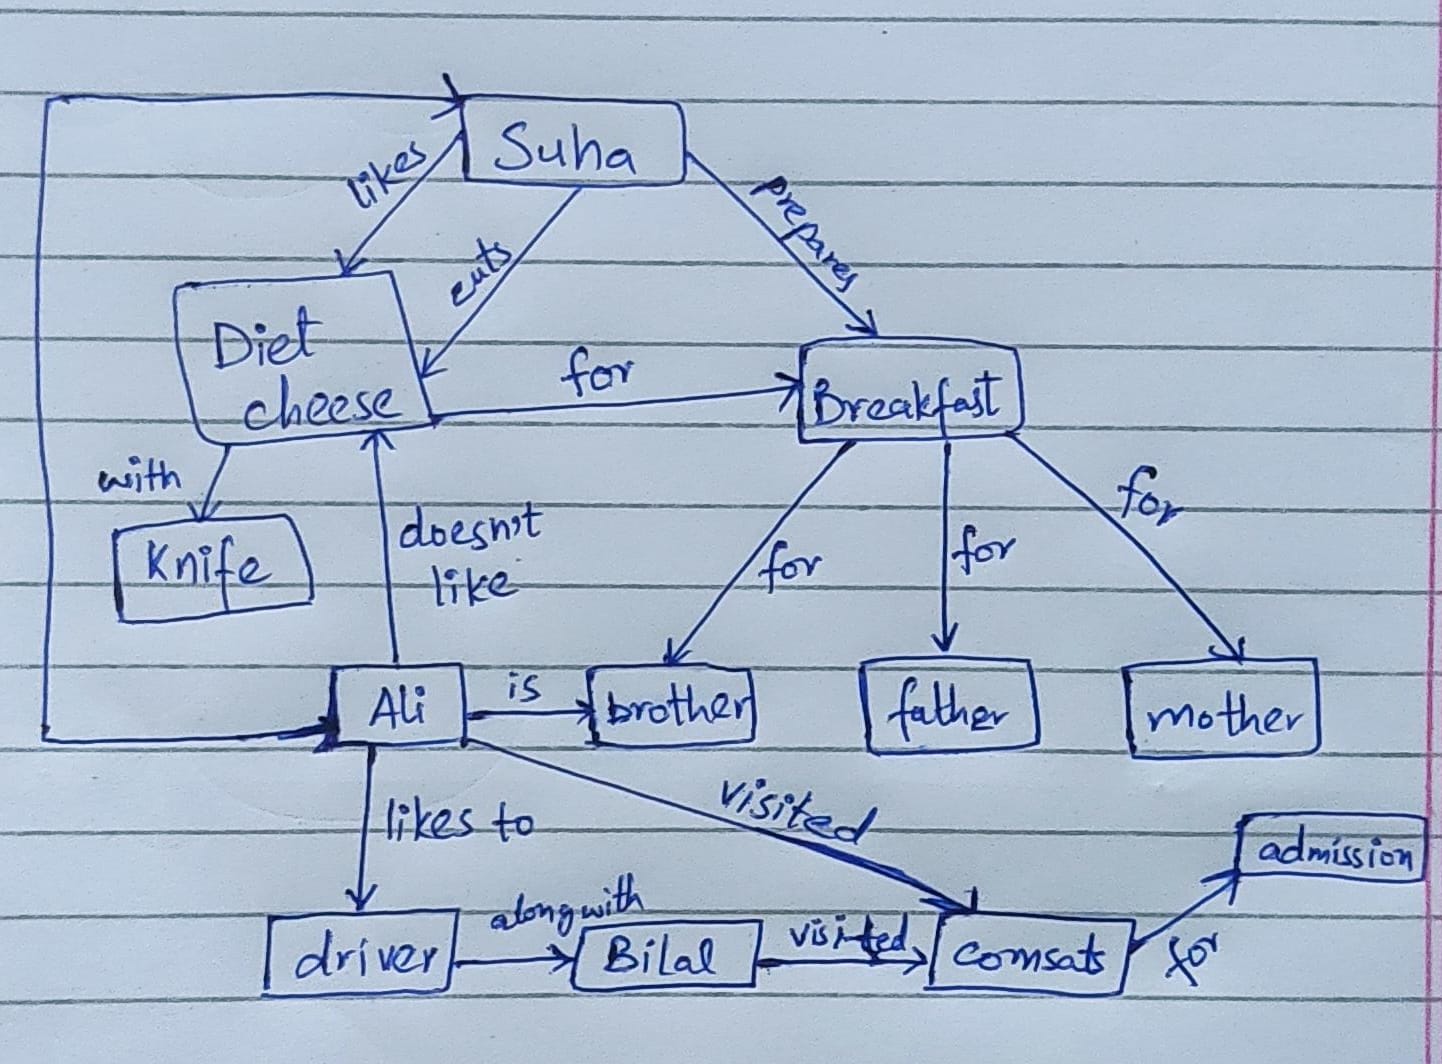 Suha
likes
cuts
prepares
Diet
cheese
for
Breakfast
with
Knife
doesn't
like
for
for
for
Ali
is
brother
father
mother
likes to
visited
admission
driver
along with
Bilal
visited
Comsats
for